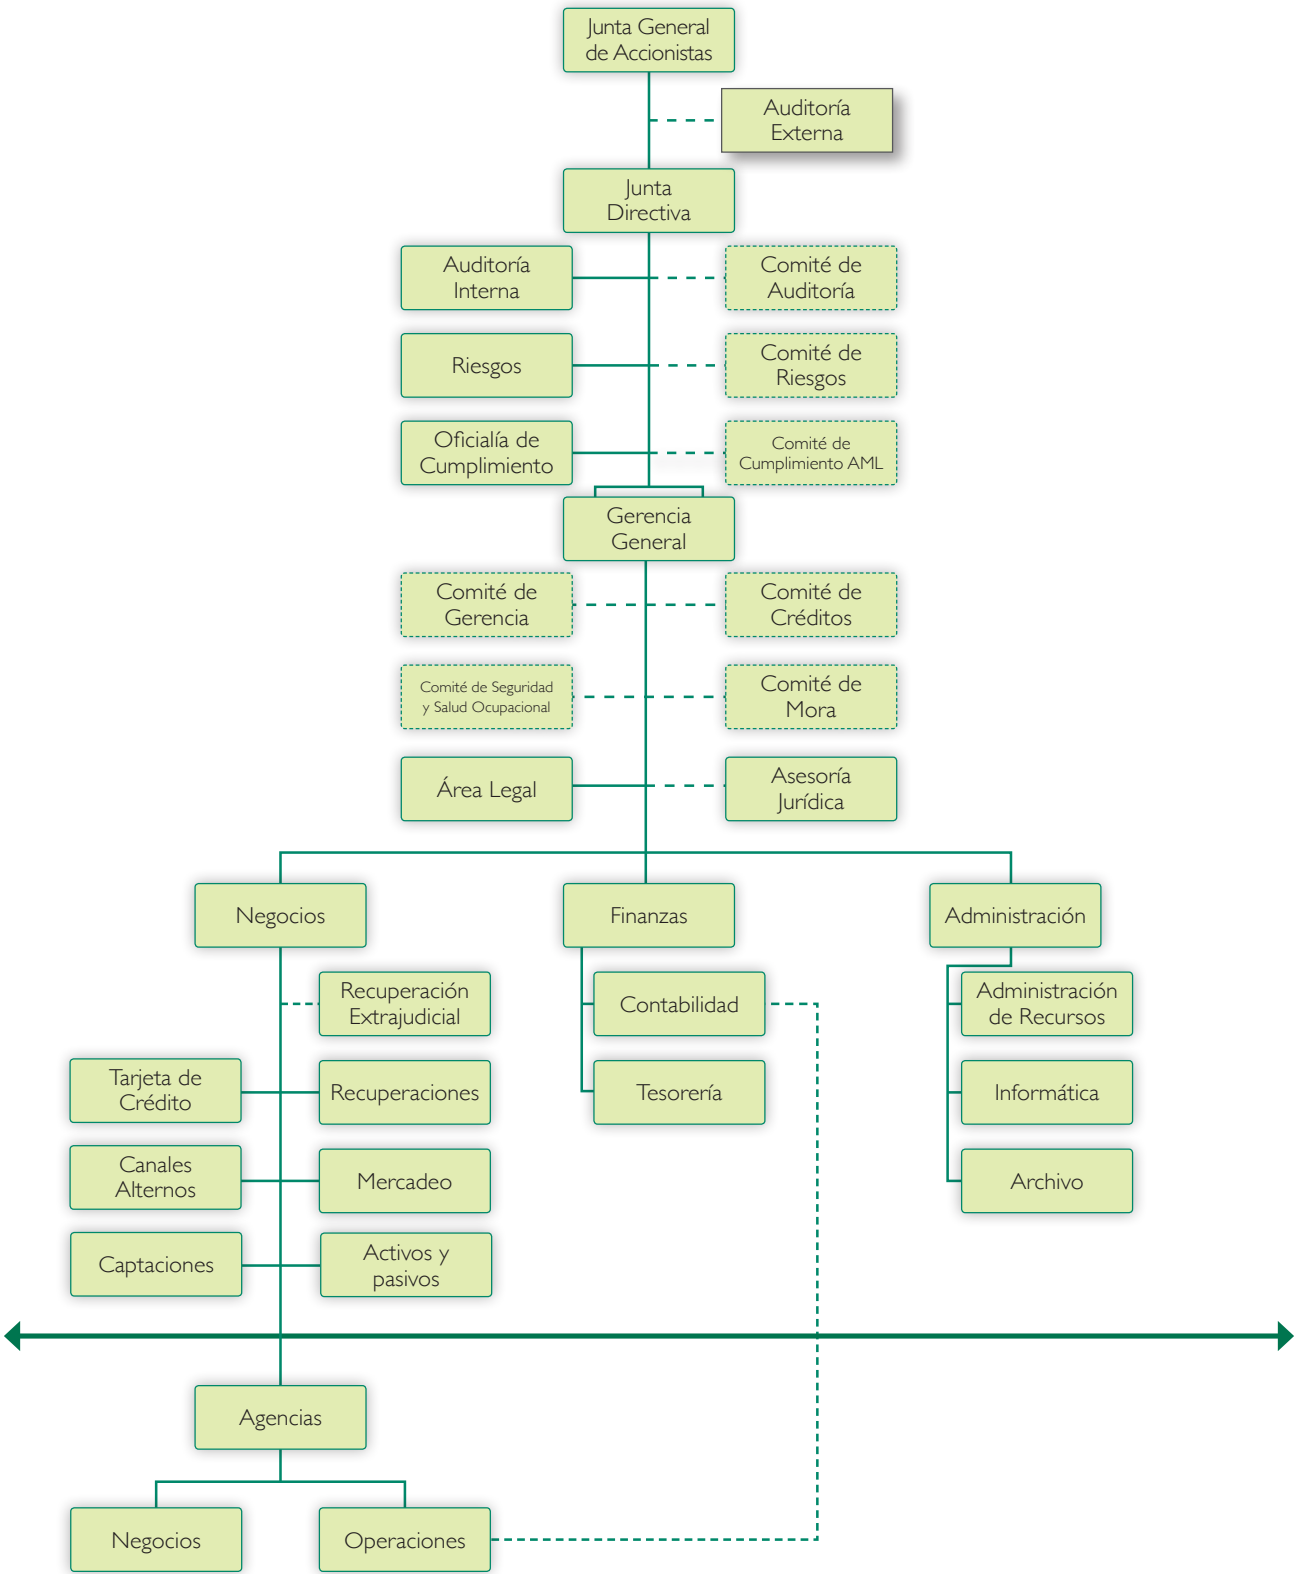 Junta General
de Accionistas
Auditoría
Externa
Junta
Directiva
Auditoría
Interna
Comité de
Auditoría
Riesgos
Comité de
Riesgos
Oficialía de
Cumplimiento
Comité de
Cumplimiento AML
Gerencia
General
Comité de
Gerencia
Comité de
Créditos
Comité de Seguridad
y Salud Ocupacional
Comité de
Mora
Área Legal
Asesoría
Jurídica
Negocios
Finanzas
Administración
Recuperación
Extrajudicial
Contabilidad
Administración
de Recursos
Tarjeta de
Crédito
Recuperaciones
Tesorería
Informática
Canales
Alternos
Mercadeo
Archivo
Captaciones
Activos y
pasivos
Agencias
Negocios
Operaciones